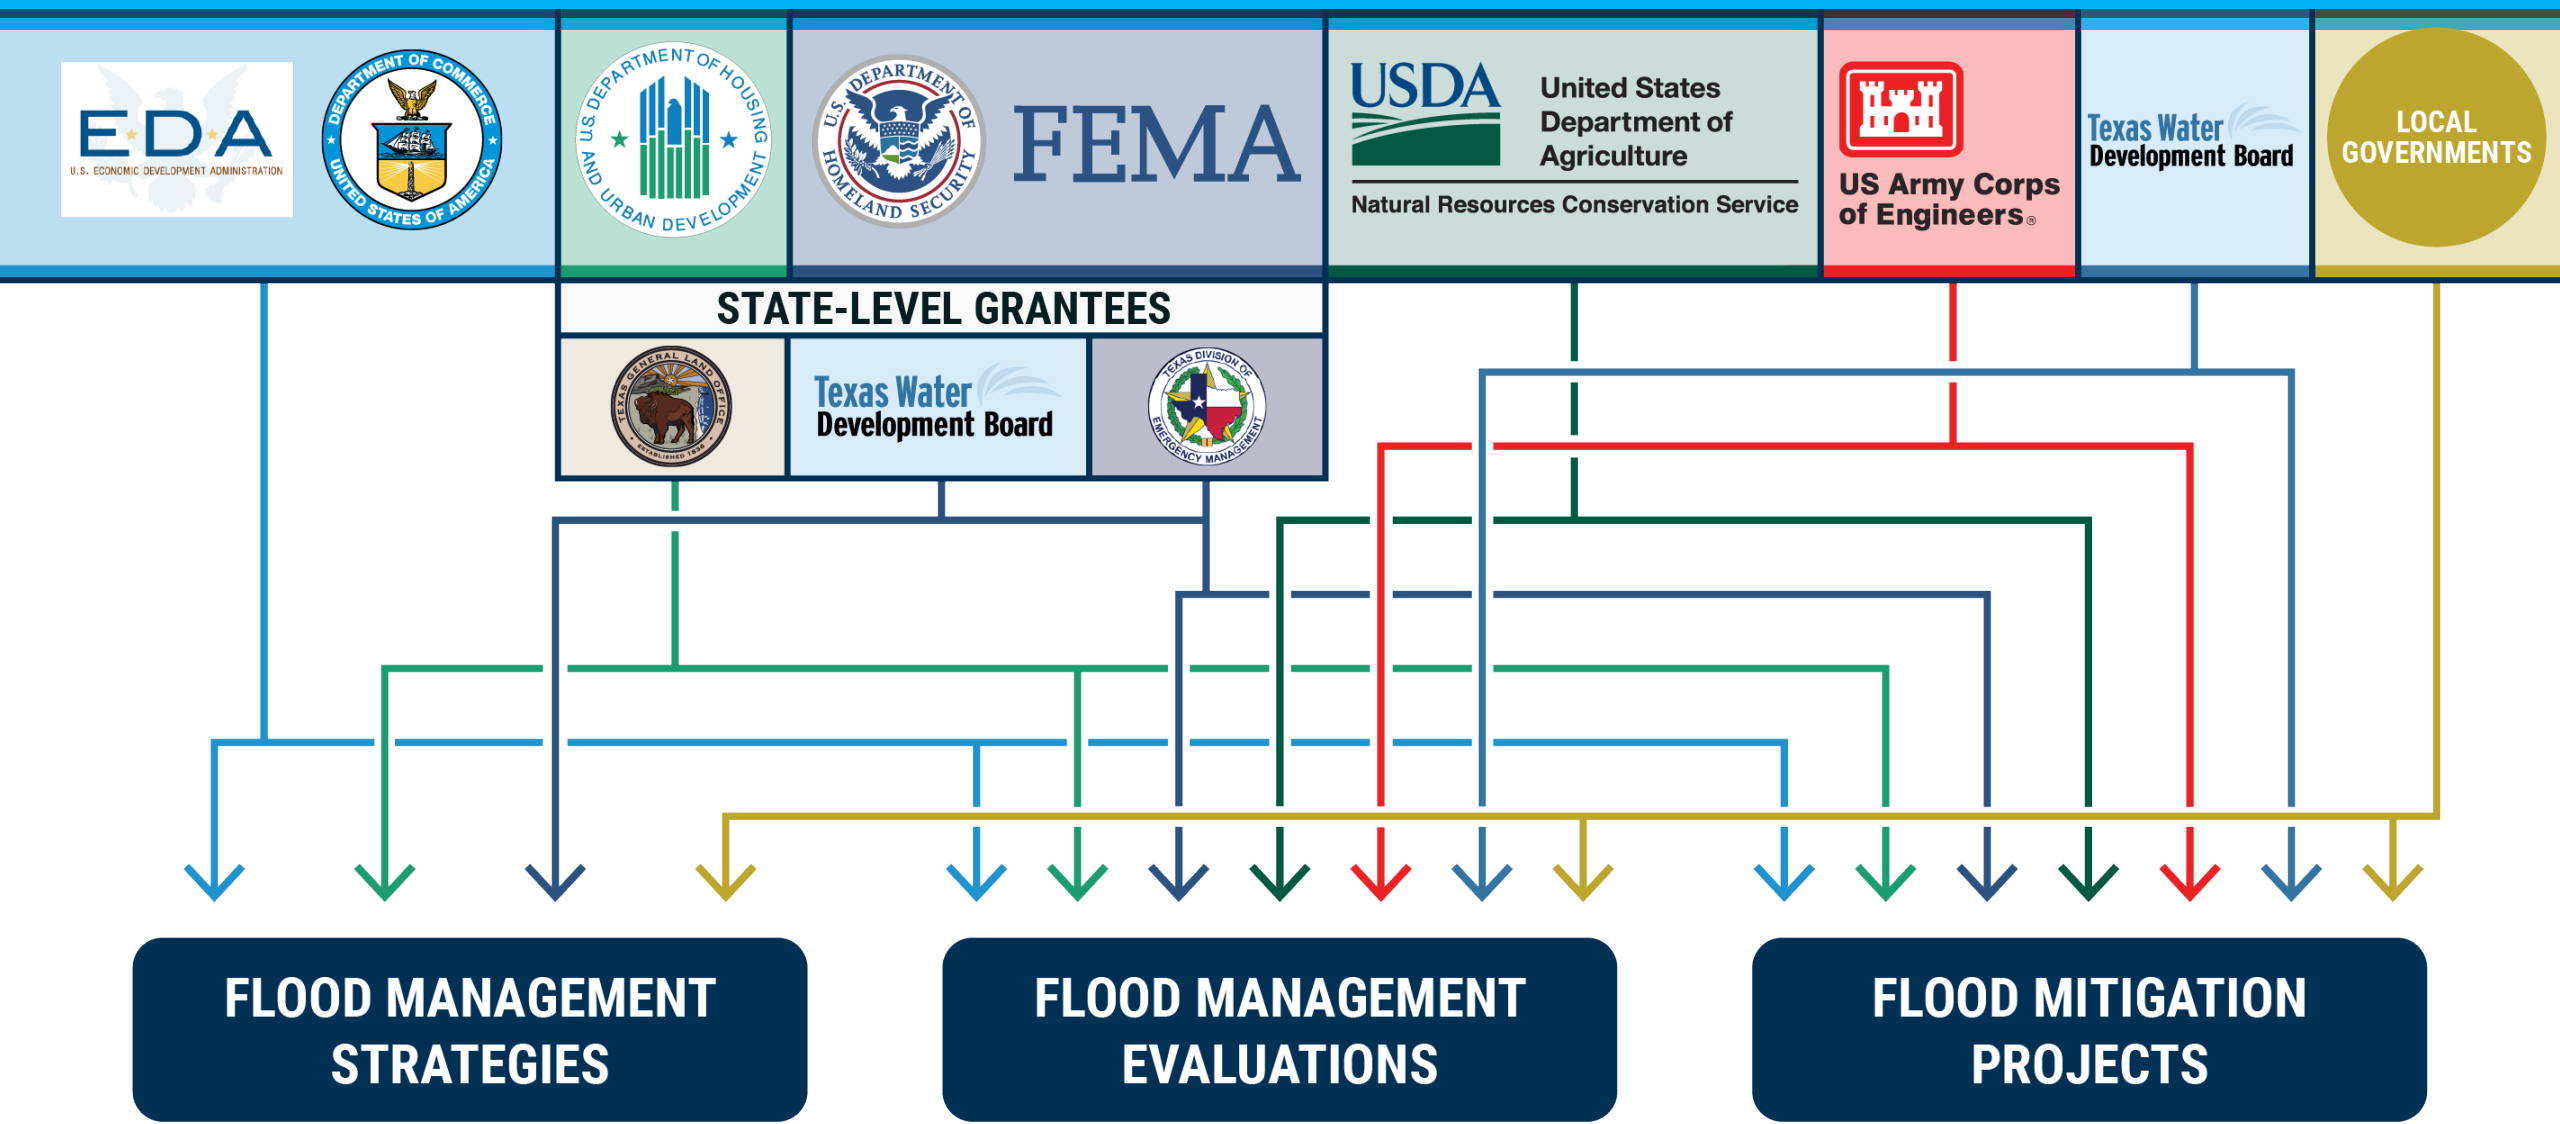 EDA
U.S. ECONOMIC DEVELOPMENT ADMINISTRATION
DEPARTMENT OF COMMERCE
UNITED STATES OF AMERICA
U.S. DEPARTMENT OF HOUSING
AND URBAN DEVELOPMENT
U.S. DEPARTMENT OF
HOMELAND SECURITY
FEMA
USDA
United States
Department of
Agriculture
Natural Resources Conservation Service
US Army Corps
of Engineers®
Texas Water
Development Board
LOCAL
GOVERNMENTS
STATE-LEVEL GRANTEES
TEXAS GENERAL LAND OFFICE
ESTABLISHED 1836
Texas Water
Development Board
TEXAS DIVISION OF
EMERGENCY MANAGEMENT
FLOOD MANAGEMENT
STRATEGIES
FLOOD MANAGEMENT
EVALUATIONS
FLOOD MITIGATION
PROJECTS